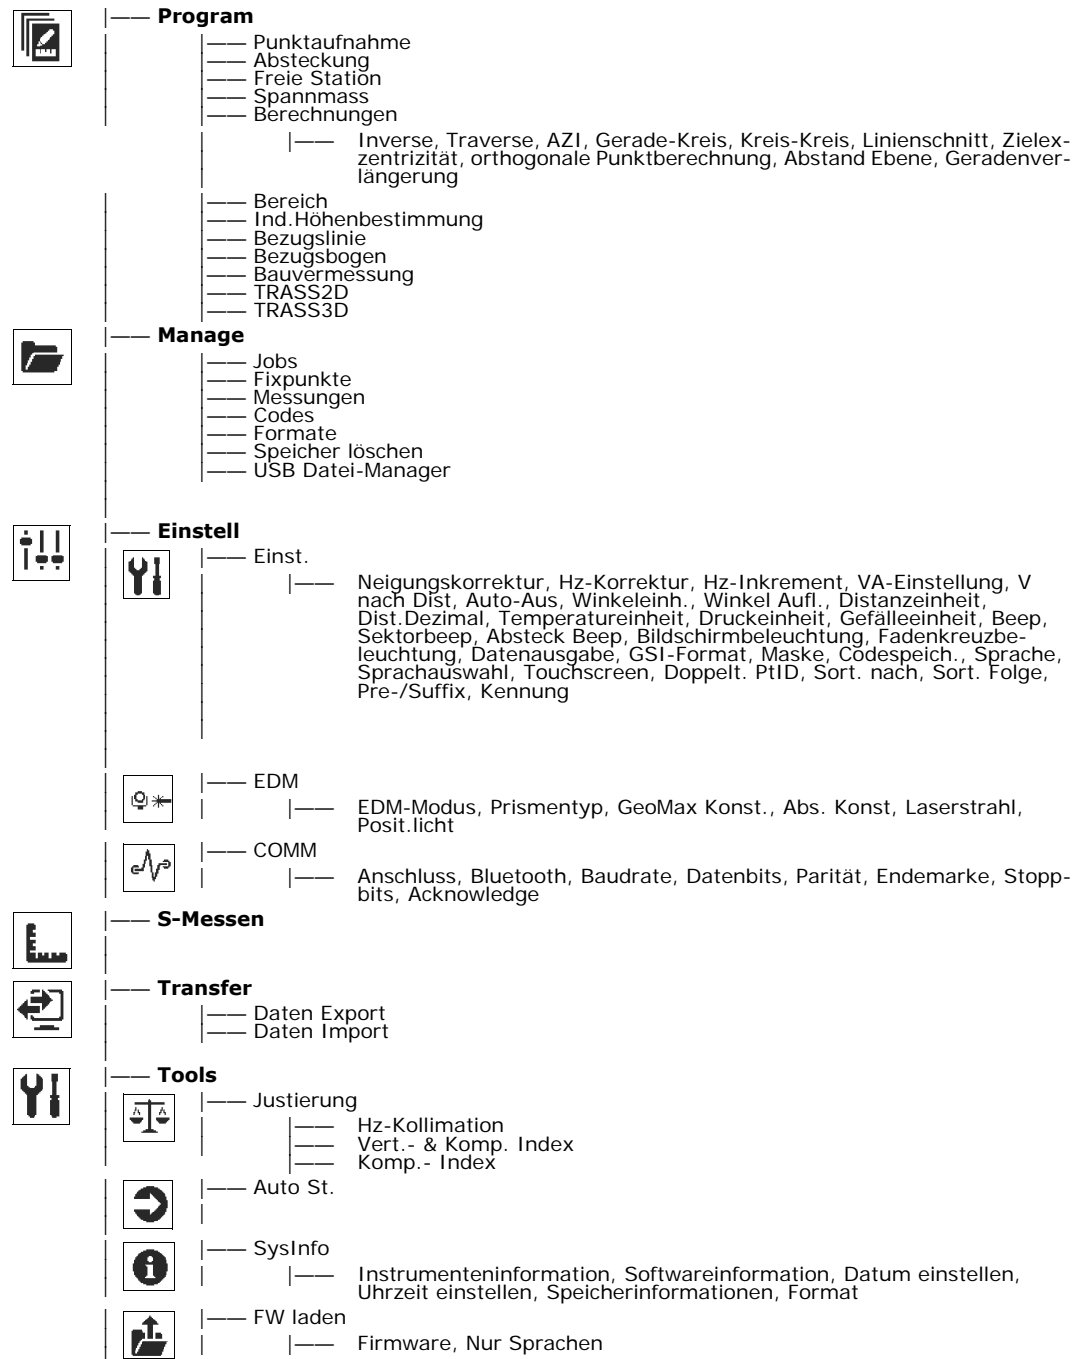 Program
Punktaufnahme
Absteckung
Freie Station
Spannmass
Berechnungen
Inverse, Traverse, AZI, Gerade-Kreis, Kreis-Kreis, Linienschnitt, Zielex-
zentrizität, orthogonale Punktberechnung, Abstand Ebene, Geradenver-
längerung
Bereich
Ind.Höhenbestimmung
Bezugslinie
Bezugsbogen
Bauvermessung
TRASS2D
TRASS3D
Manage
Jobs
Fixpunkte
Messungen
Codes
Formate
Speicher löschen
USB Datei-Manager
Einstell
Einst.
Neigungskorrektur, Hz-Korrektur, Hz-Inkrement, VA-Einstellung, V
nach Dist, Auto-Aus, Winkeleinh., Winkel Aufl., Distanzeinheit,
Dist.Dezimal, Temperatureinheit, Druckeinheit, Gefälleeinheit, Beep,
Sektorbeep, Absteck Beep, Bildschirmbeleuchtung, Fadenkreuzbe-
leuchtung, Datenausgabe, GSI-Format, Maske, Codespeich., Sprache,
Sprachauswahl, Touchscreen, Doppelt. PtID, Sort. nach, Sort. Folge,
Pre-/Suffix, Kennung
EDM
EDM-Modus, Prismentyp, GeoMax Konst., Abs. Konst, Laserstrahl,
Posit.licht
COMM
Anschluss, Bluetooth, Baudrate, Datenbits, Parität, Endemarke, Stopp-
bits, Acknowledge
S-Messen
Transfer
Daten Export
Daten Import
Tools
Justierung
Hz-Kollimation
Vert.- & Komp. Index
Komp.- Index
Auto St.
SysInfo
Instrumenteninformation, Softwareinformation, Datum einstellen,
Uhrzeit einstellen, Speicherinformationen, Format
FW laden
Firmware, Nur Sprachen